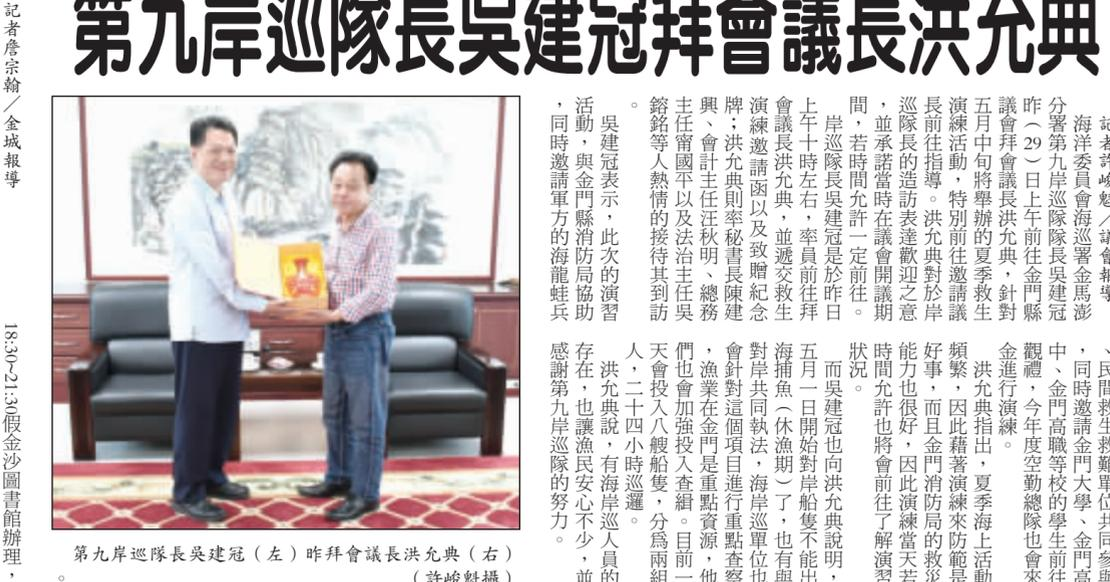 第九岸巡隊長吳建冠拜會議長洪允典
記者許峻魁／議會報導
海洋委員會海巡署金馬澎
分署第九岸巡隊隊長吳建冠
昨（29）日上午前往金門縣
議會拜會議長洪允典，針對
五月中旬將舉辦的夏季救生
演練活動，特別前往邀請議
長前往指導。洪允典對於岸
巡隊長的造訪表達歡迎之意
，並承諾當時在議會開議期
間，若時間允許一定前往。
岸巡隊長吳建冠是於昨日
上午十時左右，率員前往拜
會議長洪允典，並遞交救生
演練邀請函以及致贈紀念
牌；洪允典則率秘書長陳建
興、會計主任汪秋明、總務
主任甯國平以及法治主任吳
鎔銘等人熱情的接待其到訪
。
吳建冠表示，此次的演習
活動，與金門縣消防局協助
，同時邀請軍方的海龍蛙兵
、民間救生救難單位共同參與
，同時邀請金門大學、金門高
中、金門高職等校的學生前往
觀禮，今年度空勤總隊也會來
金進行演練。
洪允典指出，夏季海上活動
頻繁，因此藉著演練來防範是
好事，而且金門消防局的救災
能力也很好，因此演練當天若
時間允許也將會前往了解演習
狀況。
而吳建冠也向洪允典說明，
五月一日開始對岸船隻不能出
海捕魚（休漁期）了，也有與
對岸共同執法，海岸巡單位也
會針對這個項目進行重點查察
，漁業在金門是重點資源，他
們也會加強投入查緝。目前一
天會投入八艘船隻，分為兩組
人，二十四小時巡邏。
洪允典說，有海岸巡人員的
存在，也讓漁民安心不少，並
感謝第九岸巡隊的努力。
第九岸巡隊長吳建冠（左）昨拜會議長洪允典（右）
。
（許峻魁攝）
記者詹宗翰／金城報導
18:30~21:30假金沙圖書館辦理，